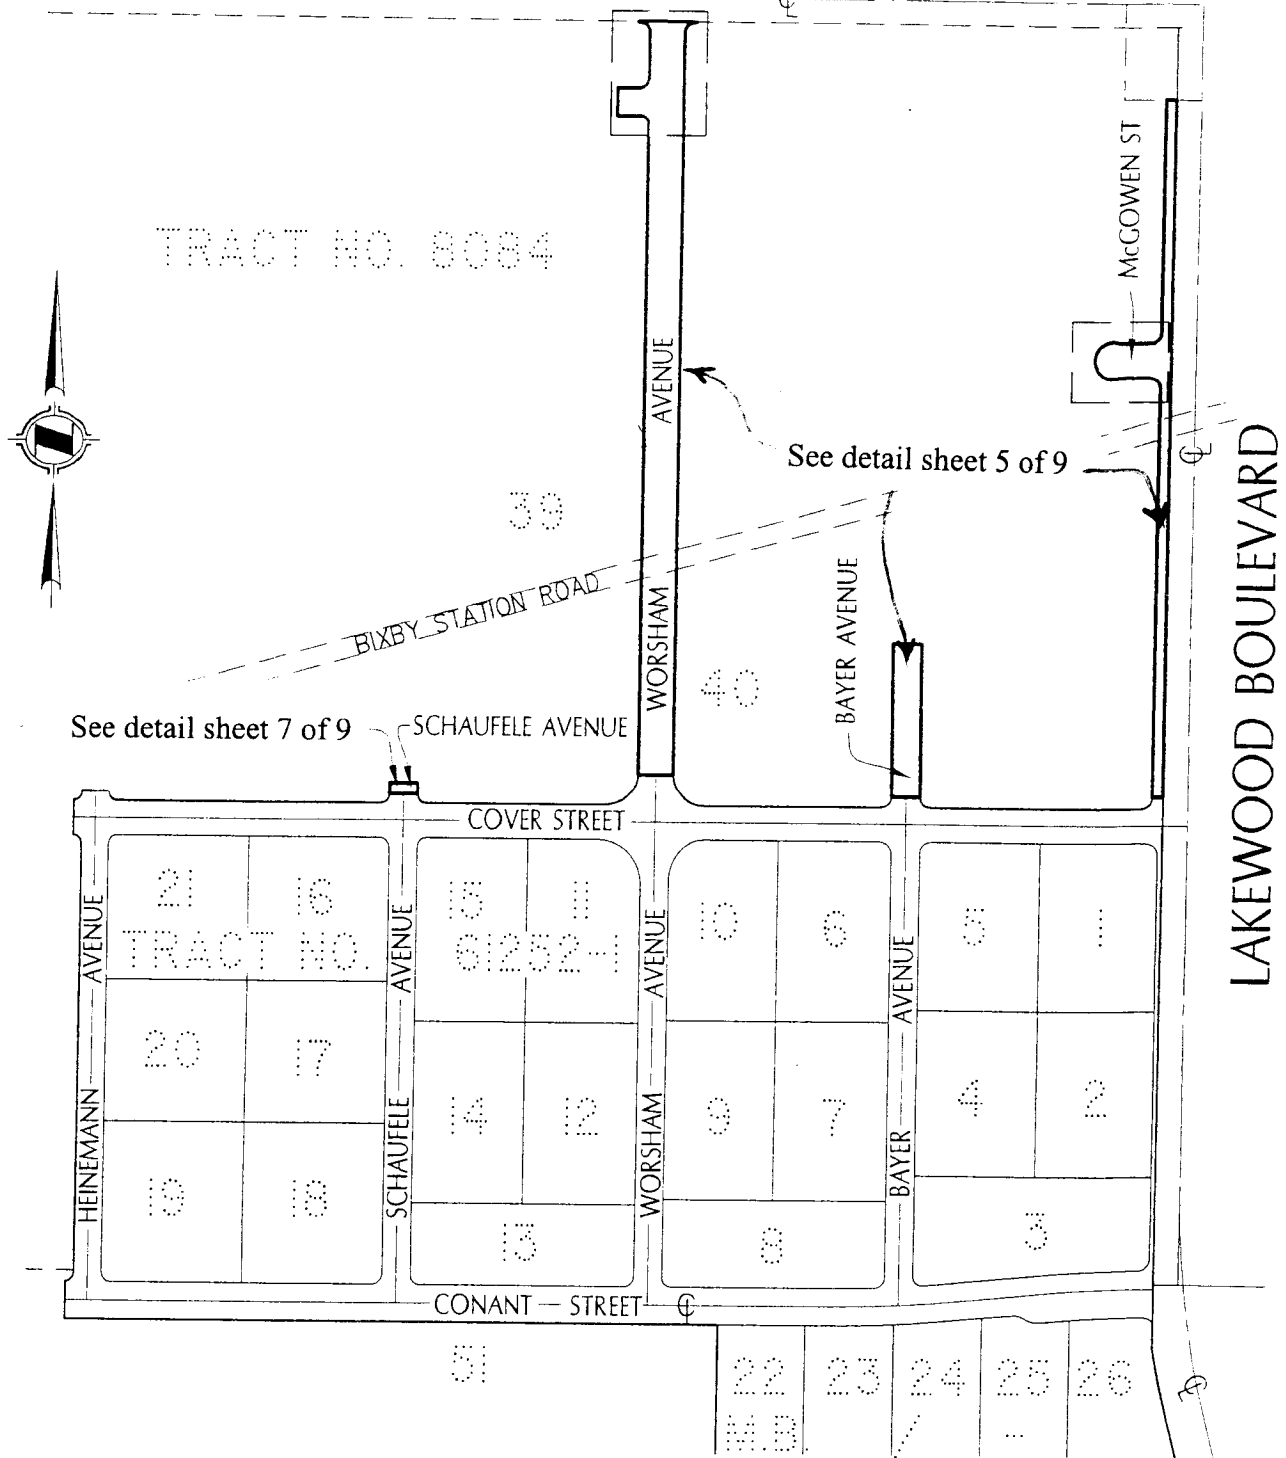 ℄
McGOWEN ST
TRACT NO. 8084
AVENUE
See detail sheet 5 of 9
℄
LAKEWOOD BOULEVARD
39
BIXBY STATION ROAD
WORSHAM
BAYER AVENUE
40
See detail sheet 7 of 9
SCHAUFELE AVENUE
COVER STREET
21
16
15
11
10
6
5
1
TRACT NO.
61252-1
HEINEMANN AVENUE
SCHAUFELE AVENUE
WORSHAM AVENUE
BAYER AVENUE
20
17
14
12
9
7
4
2
19
18
13
8
3
CONANT STREET ℄
51
22
23
24
25
26
℄
M.B.
/
-